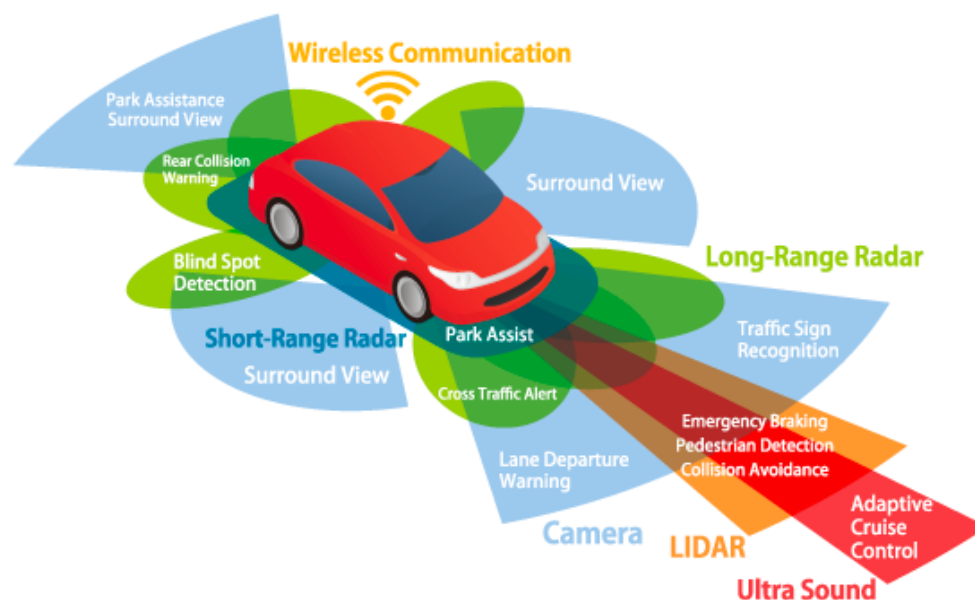 Wireless Communication
Park Assistance
Surround View
Rear Collision
Warning
Surround View
Blind Spot
Detection
Long-Range Radar
Short-Range Radar
Park Assist
Traffic Sign
Recognition
Surround View
Cross Traffic Alert
Emergency Braking
Pedestrian Detection
Collision Avoidance
Lane Departure
Warning
Adaptive
Cruise
Control
Camera
LIDAR
Ultra Sound